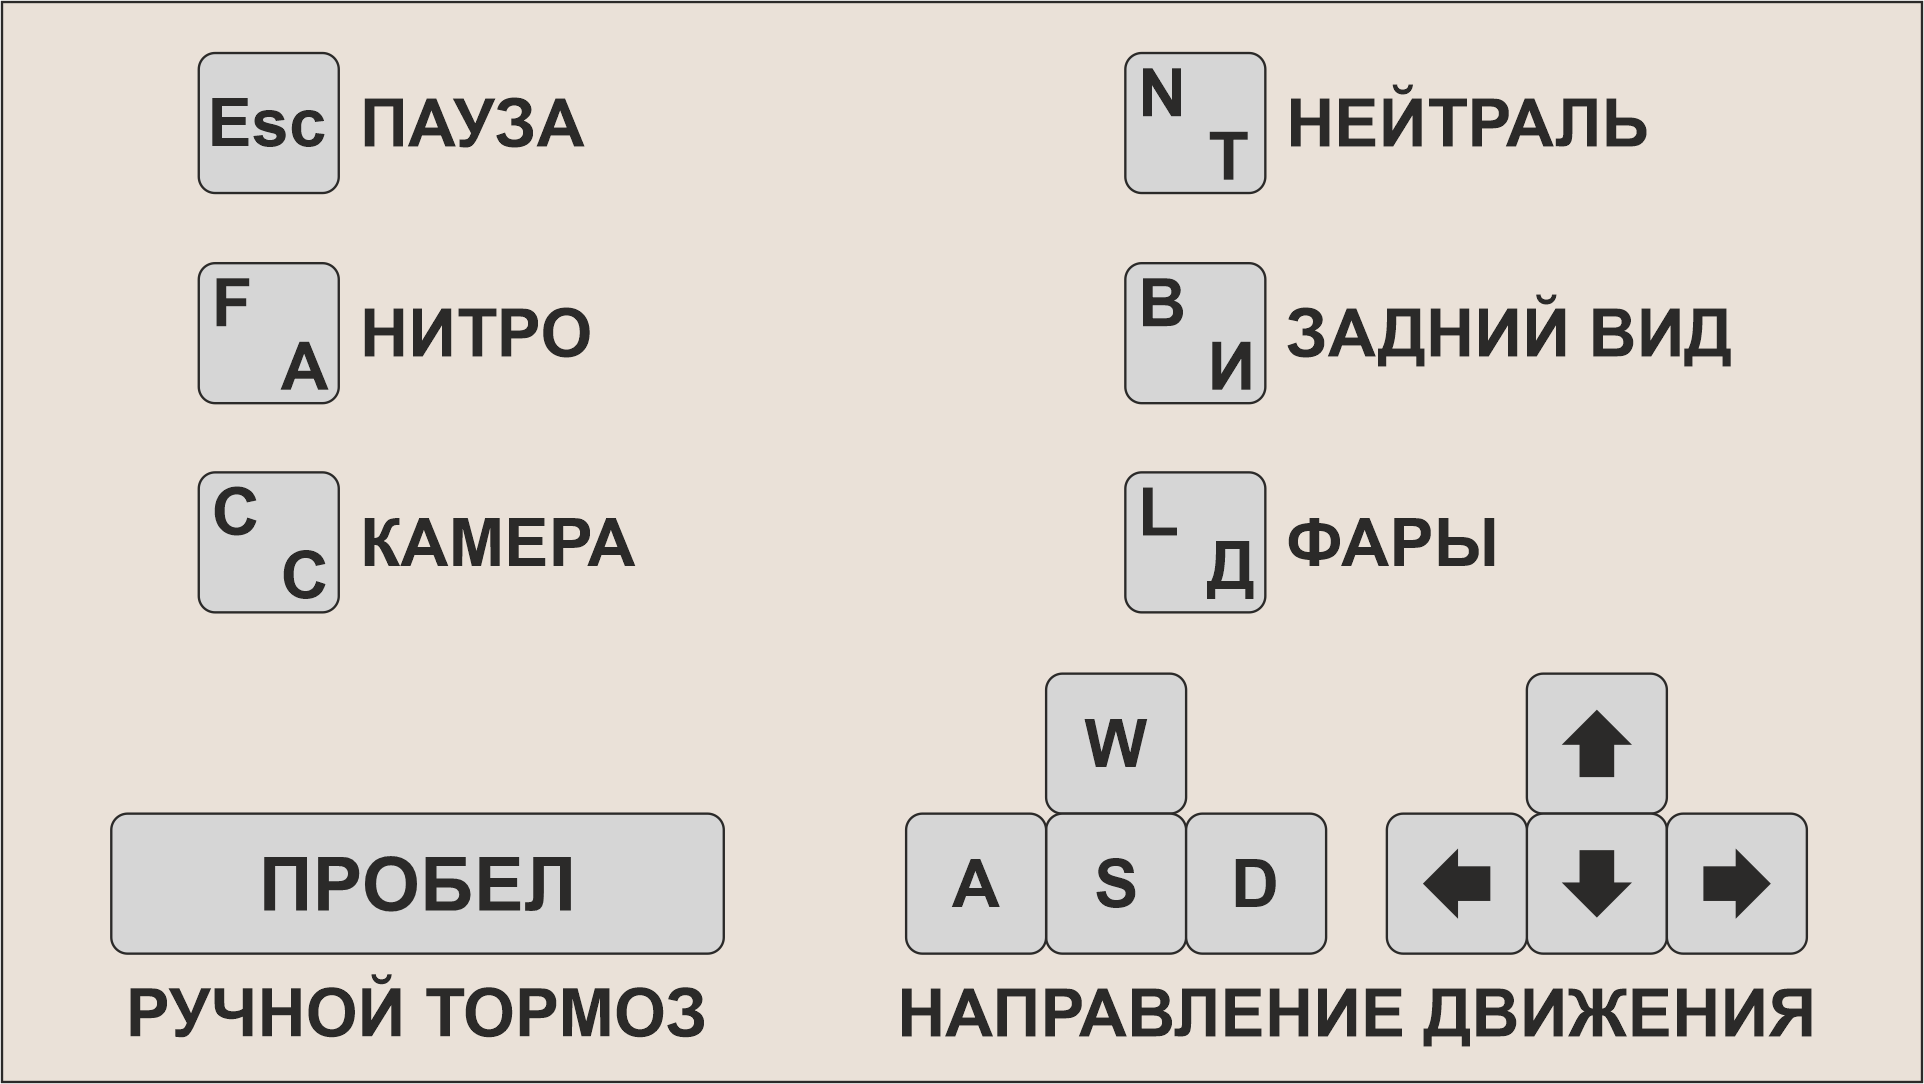 Esc ПАУЗА
F А НИТРО
C С КАМЕРА
N Т НЕЙТРАЛЬ
B И ЗАДНИЙ ВИД
L Д ФАРЫ
ПРОБЕЛ
РУЧНОЙ ТОРМОЗ
W
A S D
НАПРАВЛЕНИЕ ДВИЖЕНИЯ